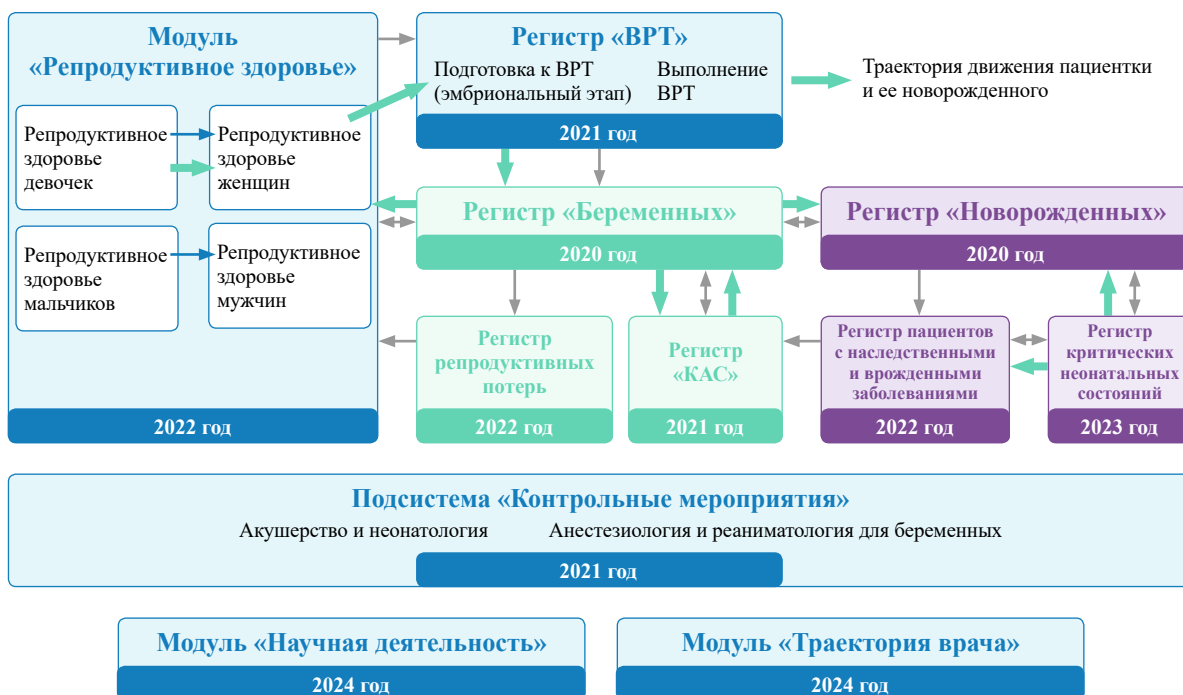 Модуль
«Репродуктивное здоровье»
Репродуктивное
здоровье
девочек
Репродуктивное
здоровье
женщин
Репродуктивное
здоровье
мальчиков
Репродуктивное
здоровье
мужчин
2022 год
Регистр «ВРТ»
Подготовка к ВРТ
(эмбриональный этап)
Выполнение
ВРТ
2021 год
Траектория движения пациентки
и ее новорожденного
Регистр «Беременных»
2020 год
Регистр «Новорожденных»
2020 год
Регистр
репродуктивных
потерь
2022 год
Регистр
«КАС»
2021 год
Регистр пациентов
с наследственными
и врожденными
заболеваниями
2022 год
Регистр
критических
неонатальных
состояний
2023 год
Подсистема «Контрольные мероприятия»
Акушерство и неонатология
Анестезиология и реаниматология для беременных
2021 год
Модуль «Научная деятельность»
2024 год
Модуль «Траектория врача»
2024 год